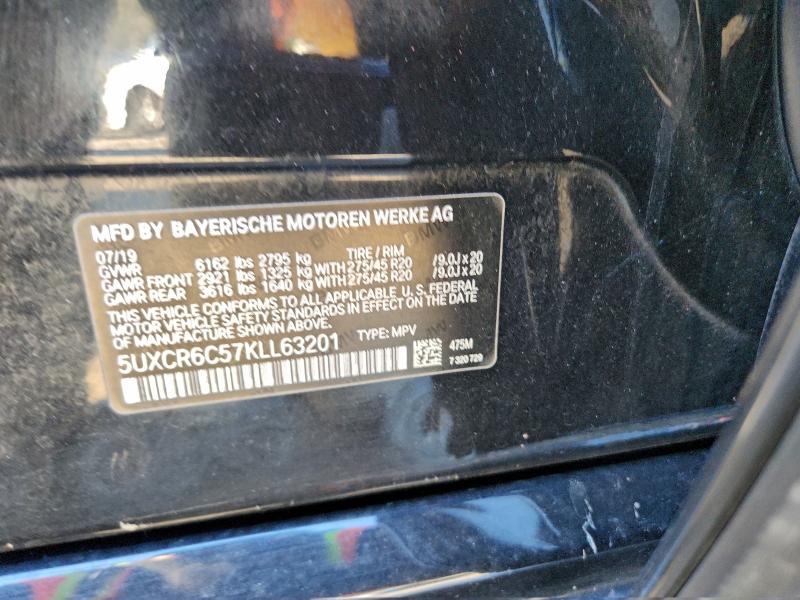 MFD BY BAYERISCHE MOTOREN WERKE AG
07/19
GVWR 6162 lbs 2795 kg TIRE / RIM
GAWR FRONT 2921 lbs 1325 kg WITH 275/45 R20 /9.0J x 20
GAWR REAR 3616 lbs 1640 kg WITH 275/45 R20 /9.0J x 20
THIS VEHICLE CONFORMS TO ALL APPLICABLE U. S. FEDERAL
MOTOR VEHICLE SAFETY STANDARDS IN EFFECT ON THE DATE
OF MANUFACTURE SHOWN ABOVE.
5UXCR6C57KLL63201 TYPE: MPV
475M
7 320 729